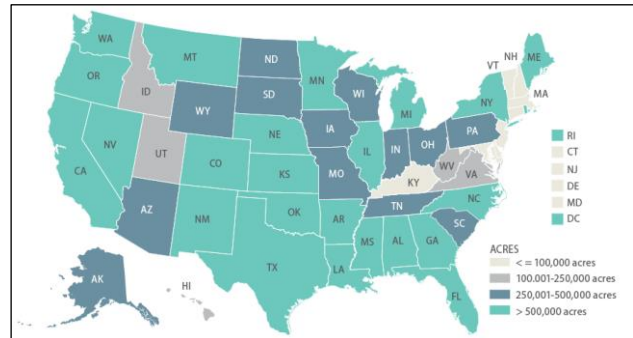 WA
MT
ND
MN
OR
ID
WY
SD
WI
MI
NY
VT
NH
ME
MA
NV
UT
CO
NE
IA
IL
IN
OH
PA
CA
AZ
NM
KS
MO
KY
WV
VA
OK
AR
TN
NC
SC
TX
LA
MS
AL
GA
FL
AK
HI
RI
CT
NJ
DE
MD
DC
ACRES
< = 100,000 acres
100.001-250,000 acres
250,001-500,000 acres
> 500,000 acres